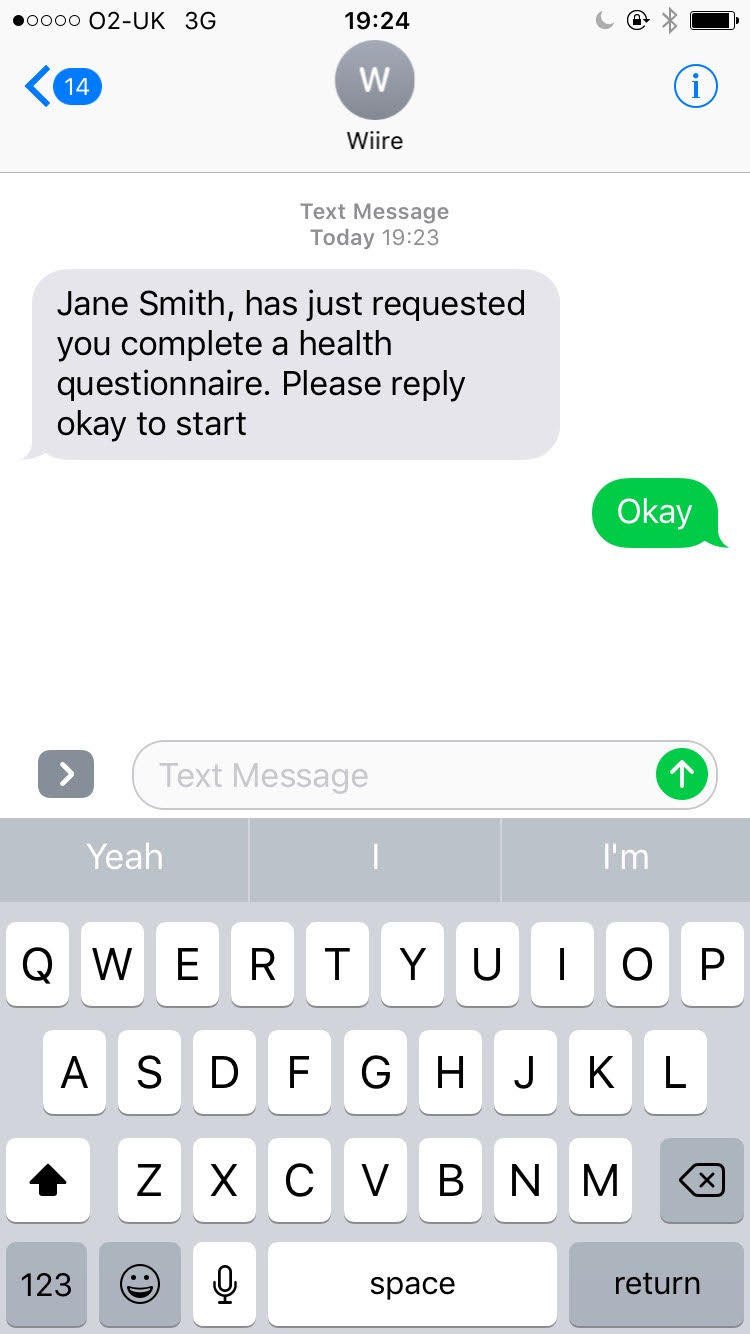 O2-UK 3G 19:24
14
W
Wiire
Text Message
Today 19:23
Jane Smith, has just requested
you complete a health
questionnaire. Please reply
okay to start
Okay
Text Message
Yeah I I'm
Q W E R T Y U I O P
A S D F G H J K L
Z X C V B N M
123 space return